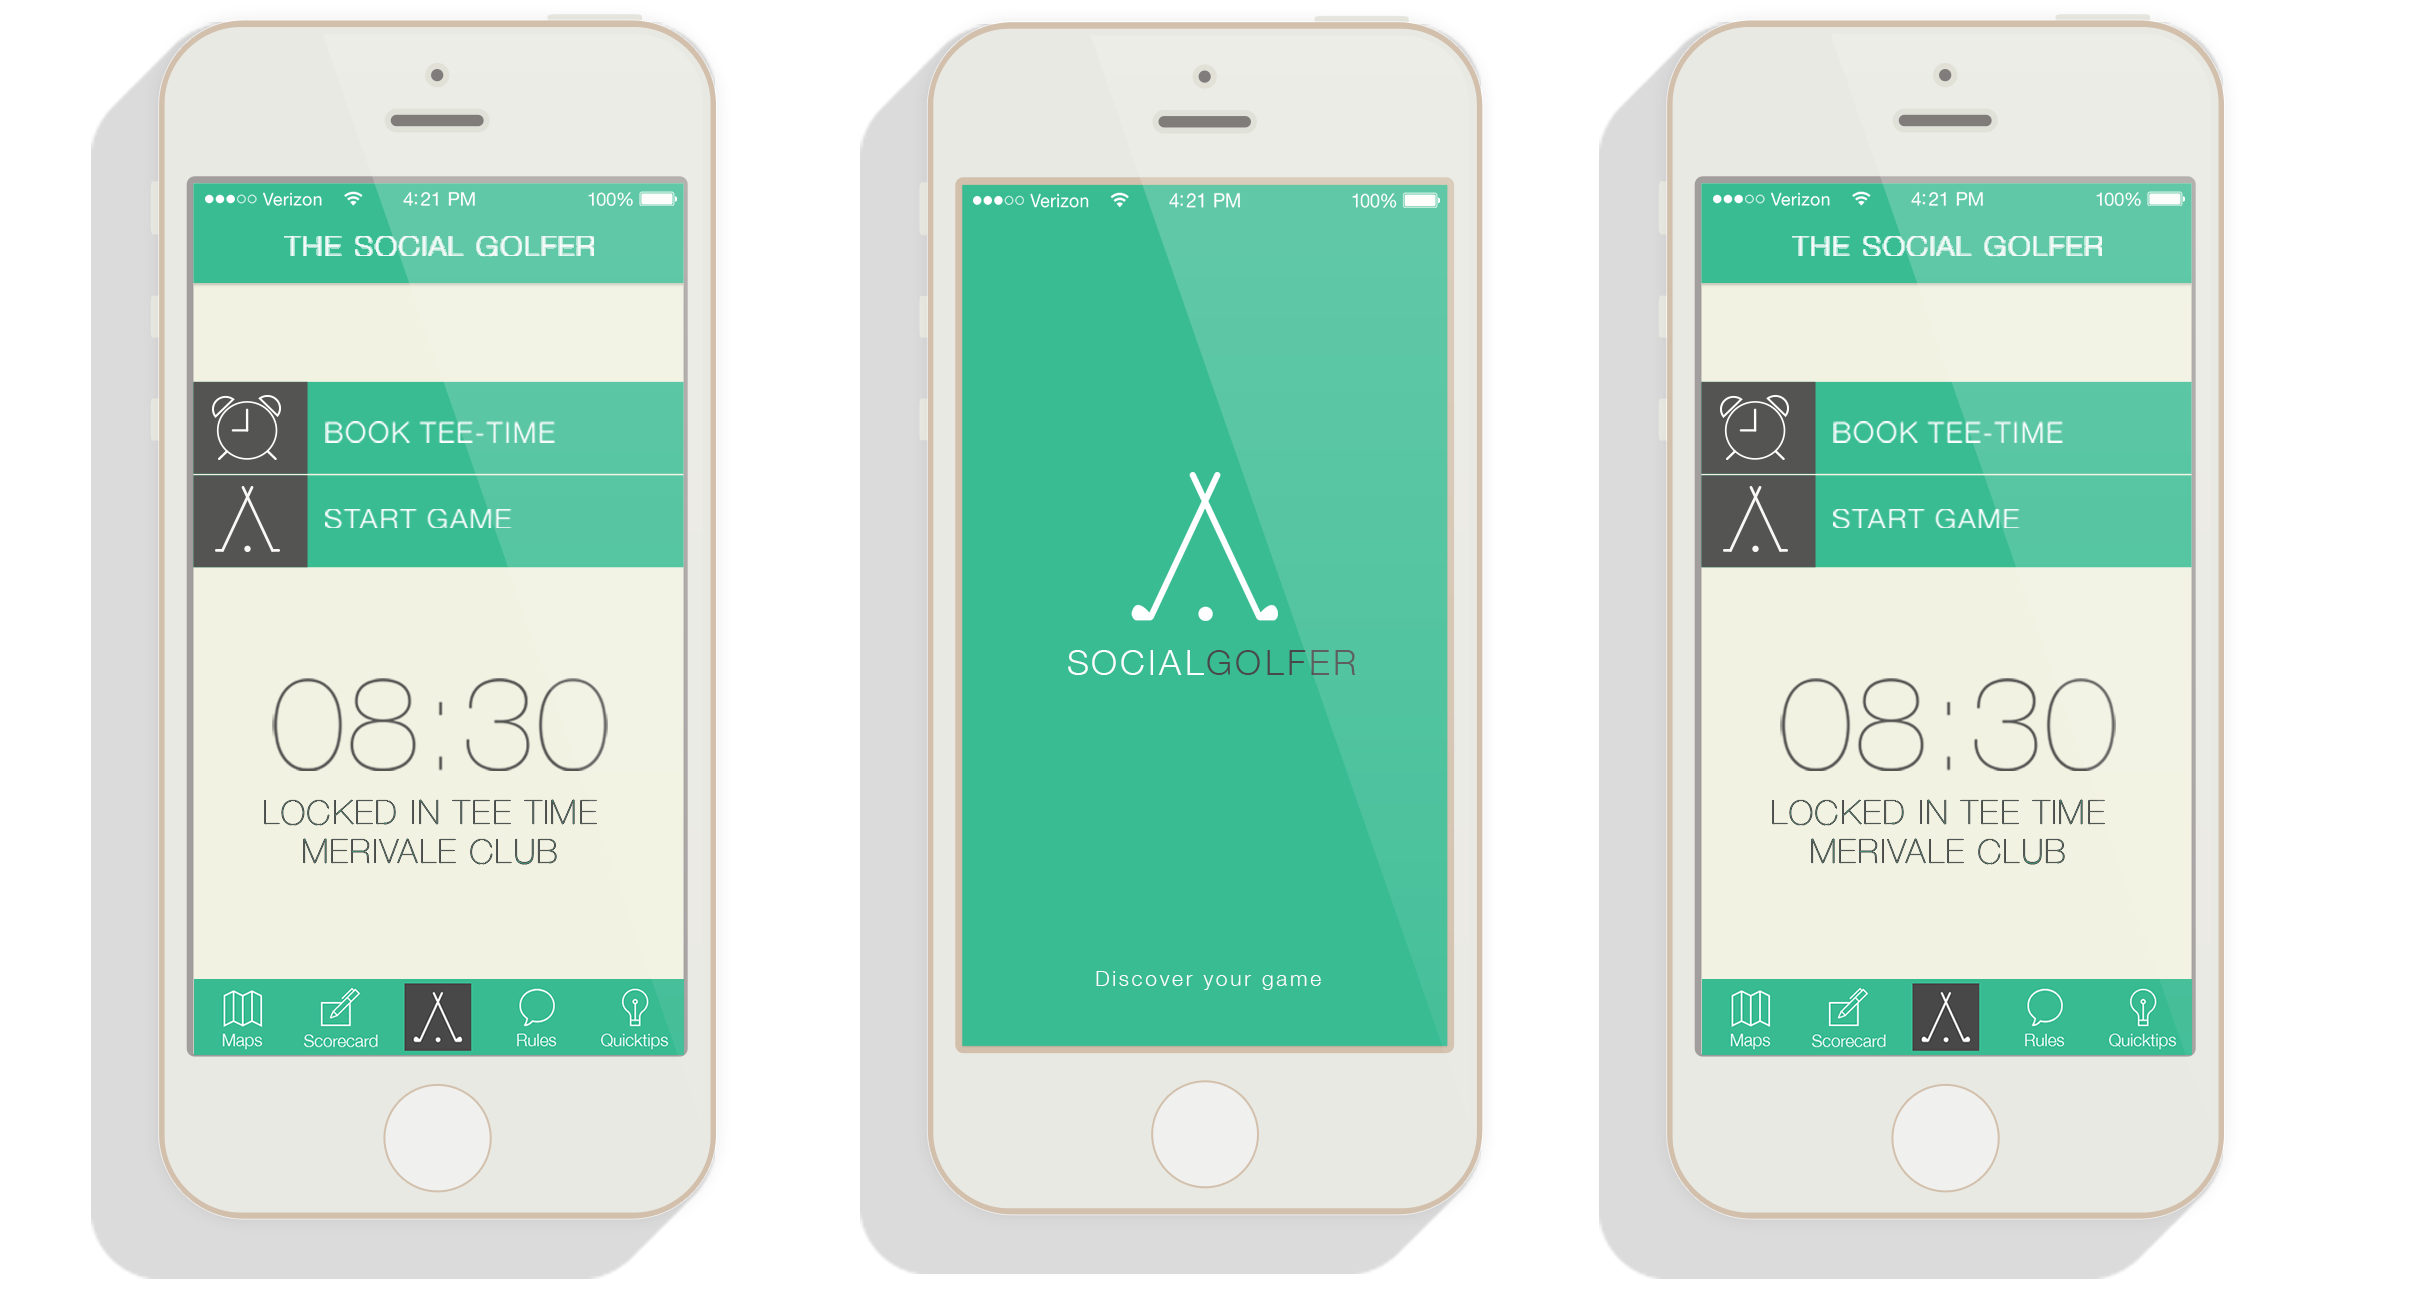 Verizon 4:21 PM 100%
THE SOCIAL GOLFER
BOOK TEE-TIME
START GAME
08:30
LOCKED IN TEE TIME
MERIVALE CLUB
Maps Scorecard Rules Quicktips
Verizon 4:21 PM 100%
SOCIALGOLFER
Discover your game
Verizon 4:21 PM 100%
THE SOCIAL GOLFER
BOOK TEE-TIME
START GAME
08:30
LOCKED IN TEE TIME
MERIVALE CLUB
Maps Scorecard Rules Quicktips